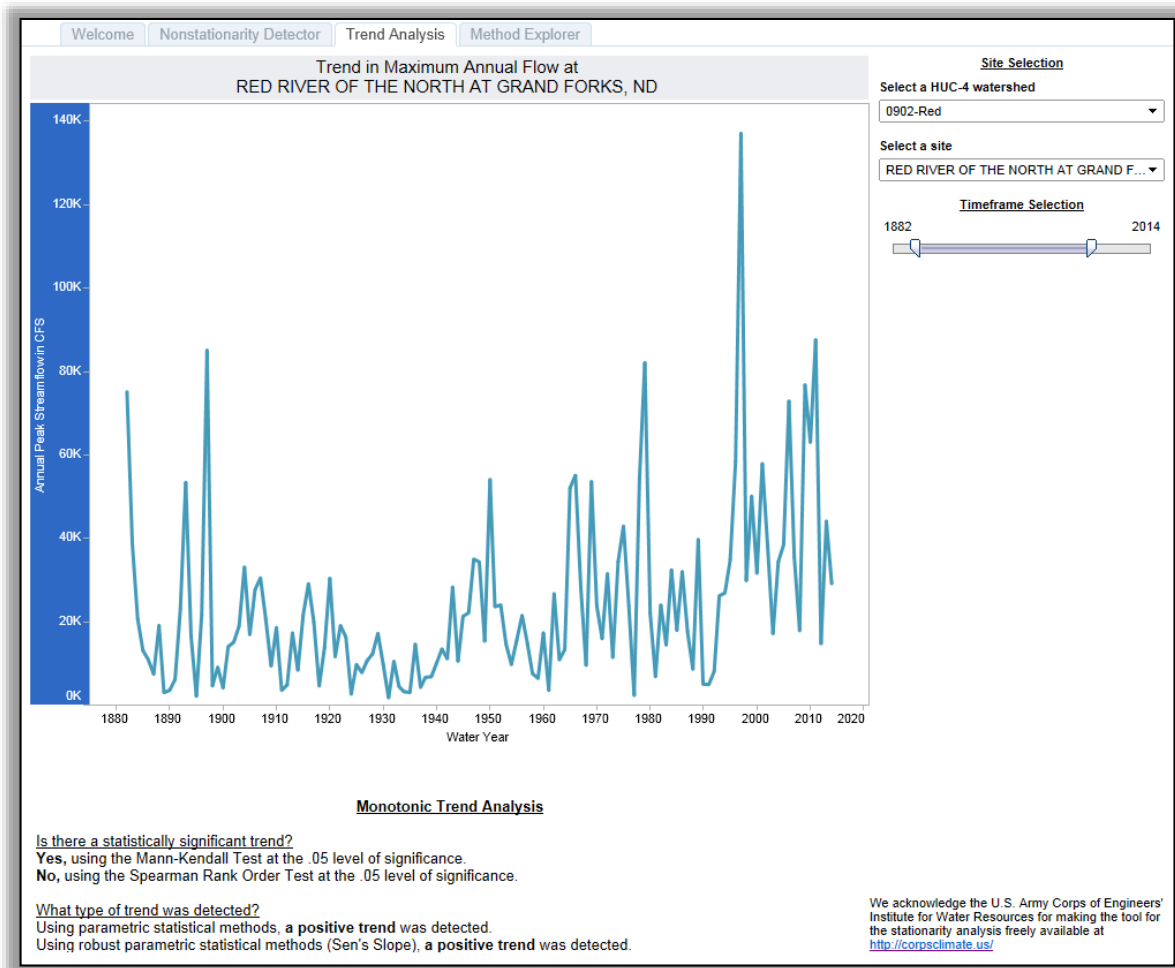 Welcome
Nonstationarity Detector
Trend Analysis
Method Explorer
Trend in Maximum Annual Flow at
RED RIVER OF THE NORTH AT GRAND FORKS, ND
Annual Peak Streamflow in CFS
140K
120K
100K
80K
60K
40K
20K
0K
1880
1890
1900
1910
1920
1930
1940
1950
1960
1970
1980
1990
2000
2010
2020
Water Year
Site Selection
Select a HUC-4 watershed
0902-Red
Select a site
RED RIVER OF THE NORTH AT GRAND F...
Timeframe Selection
1882
2014
Monotonic Trend Analysis
Is there a statistically significant trend?
Yes, using the Mann-Kendall Test at the .05 level of significance.
No, using the Spearman Rank Order Test at the .05 level of significance.
What type of trend was detected?
Using parametric statistical methods, a positive trend was detected.
Using robust parametric statistical methods (Sen's Slope), a positive trend was detected.
We acknowledge the U.S. Army Corps of Engineers'
Institute for Water Resources for making the tool for
the stationarity analysis freely available at
http://corpsclimate.us/